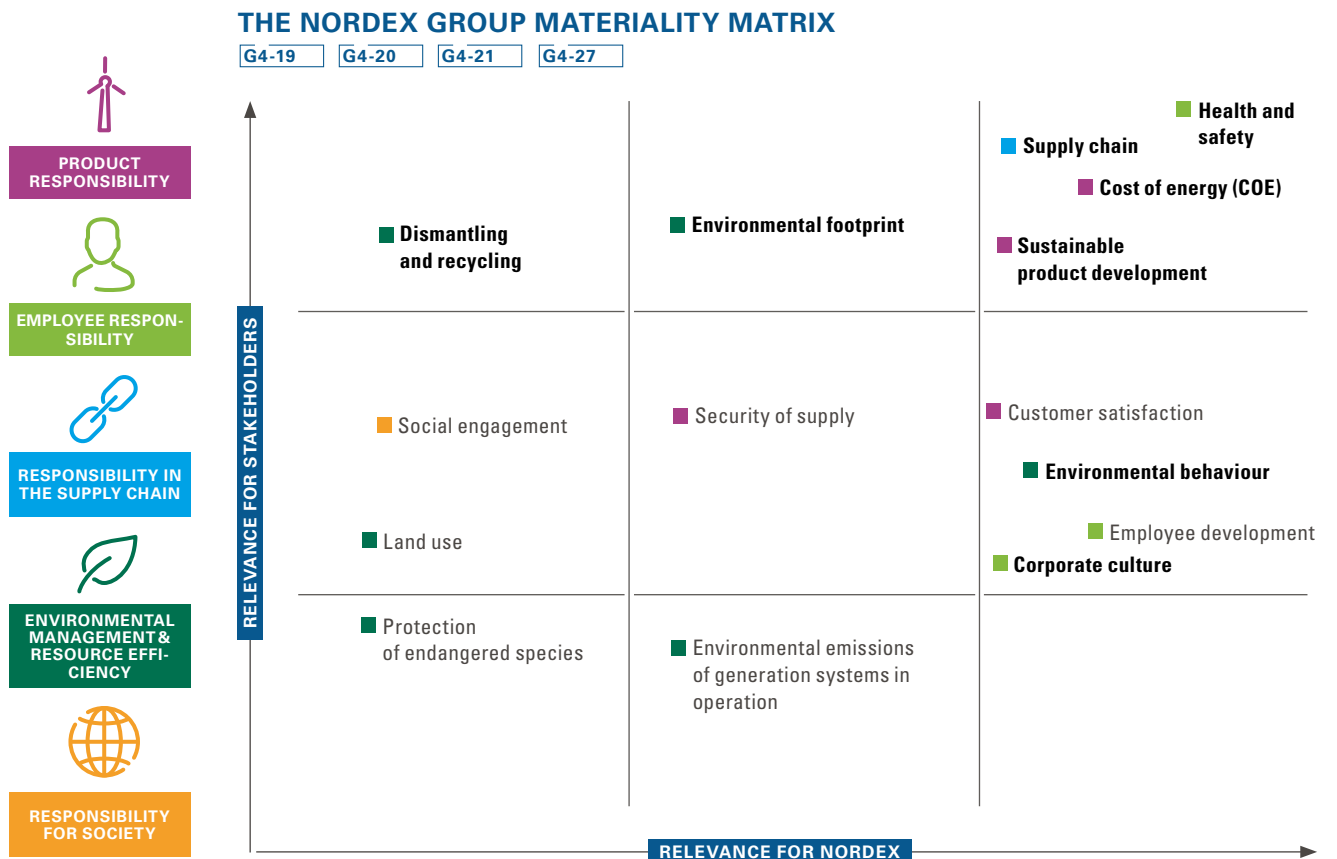 THE NORDEX GROUP MATERIALITY MATRIX
G4-19
G4-20
G4-21
G4-27
PRODUCT
RESPONSIBILITY
EMPLOYEE RESPON-
SIBILITY
RESPONSIBILITY IN
THE SUPPLY CHAIN
ENVIRONMENTAL
MANAGEMENT &
RESOURCE EFFI-
CIENCY
RESPONSIBILITY
FOR SOCIETY
RELEVANCE FOR STAKEHOLDERS
Dismantling
and recycling
Environmental footprint
Health and
safety
Supply chain
Cost of energy (COE)
Sustainable
product development
Social engagement
Land use
Security of supply
Customer satisfaction
Environmental behaviour
Employee development
Corporate culture
Protection
of endangered species
Environmental emissions
of generation systems in
operation
RELEVANCE FOR NORDEX